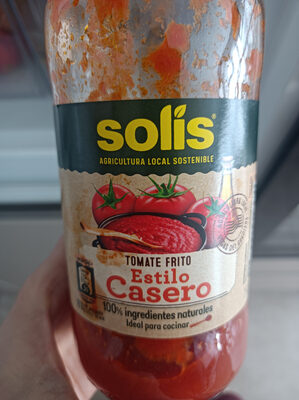 solis
AGRICULTURA LOCAL SOSTENIBLE
TOMATE FRITO
Estilo
Casero
100% ingredientes naturales
Ideal para cocinar